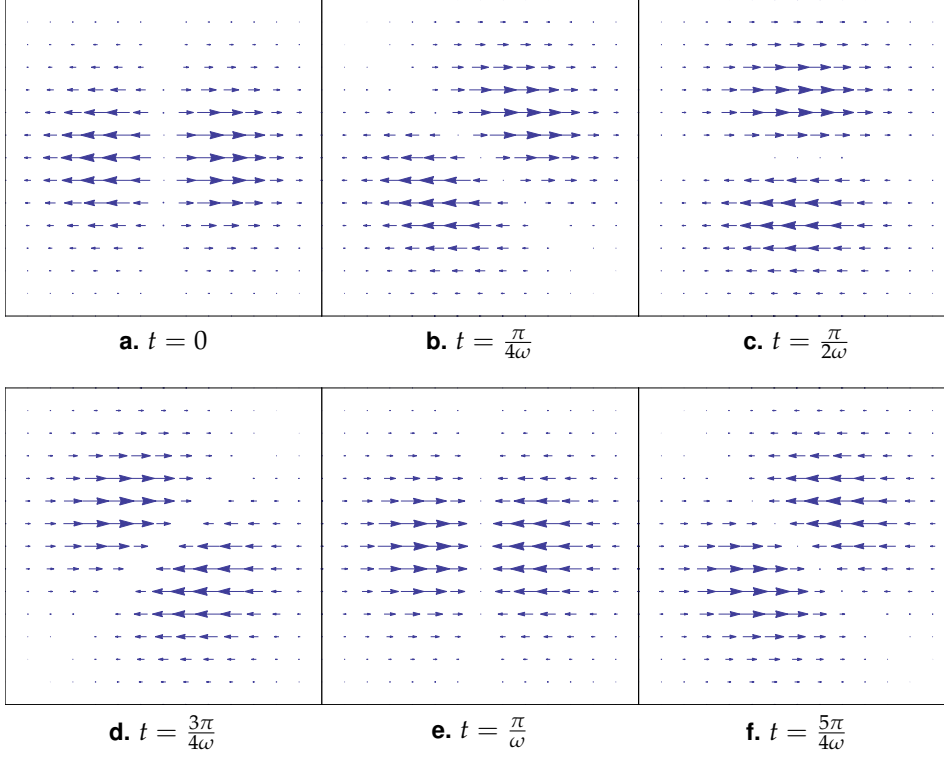 a. t = 0
b. t = π/4ω
c. t = π/2ω
d. t = 3π/4ω
e. t = π/ω
f. t = 5π/4ω